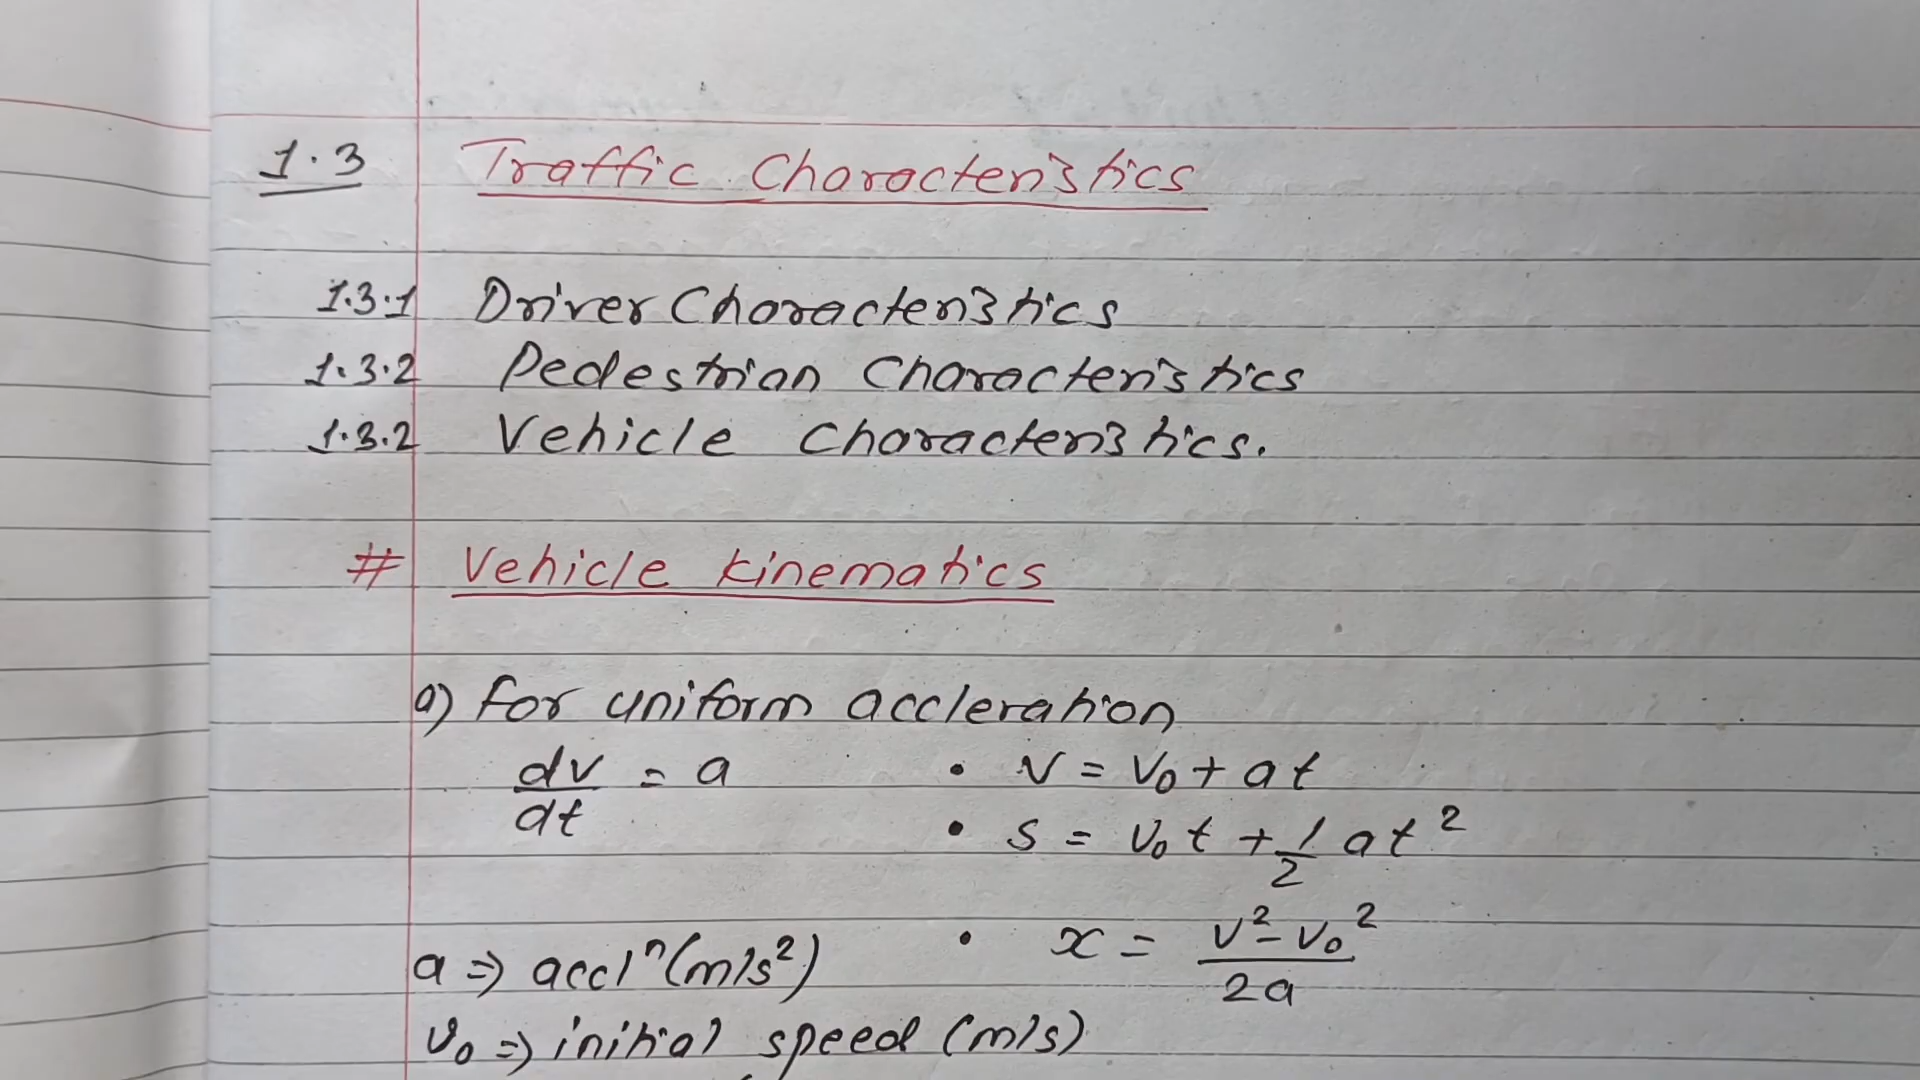 1.3 Traffic Characteristics
1.3.1 Driver Characteristics
1.3.2 Pedestrian Characteristics
1.3.2 Vehicle Characteristics.
# Vehicle kinematics
a) for uniform accleration
dv/dt = a • v = v₀ + at
• s = v₀t + 1/2 at²
• x = (v² - v₀²)/2a
a => acclⁿ (m/s²)
v₀ => initial speed (m/s)